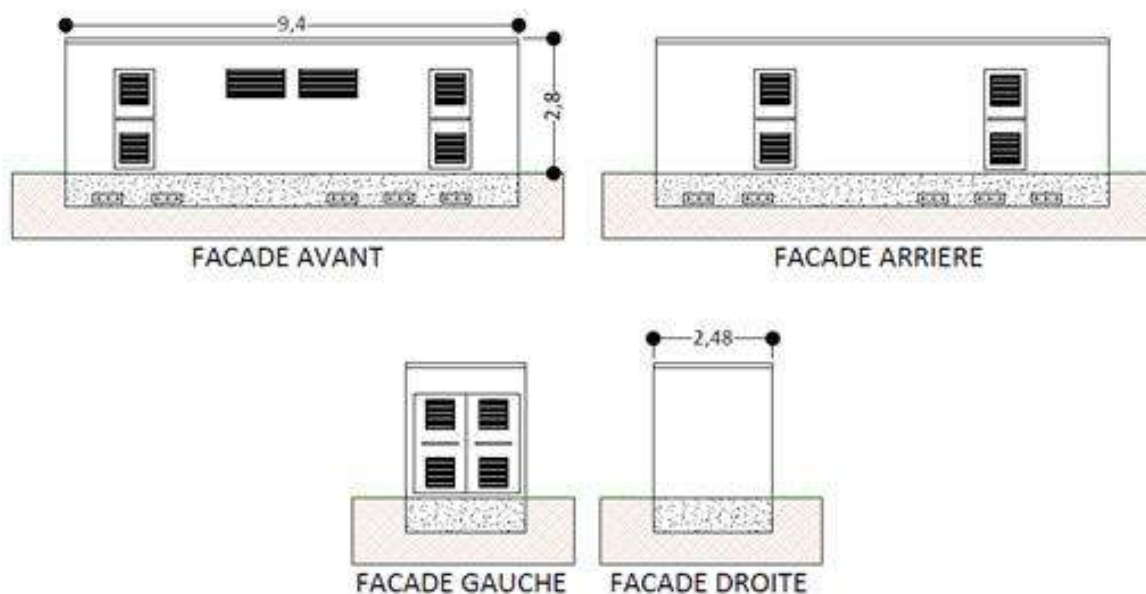 9,4
2,8
FACADE AVANT
FACADE ARRIERE
2,48
FACADE GAUCHE
FACADE DROITE